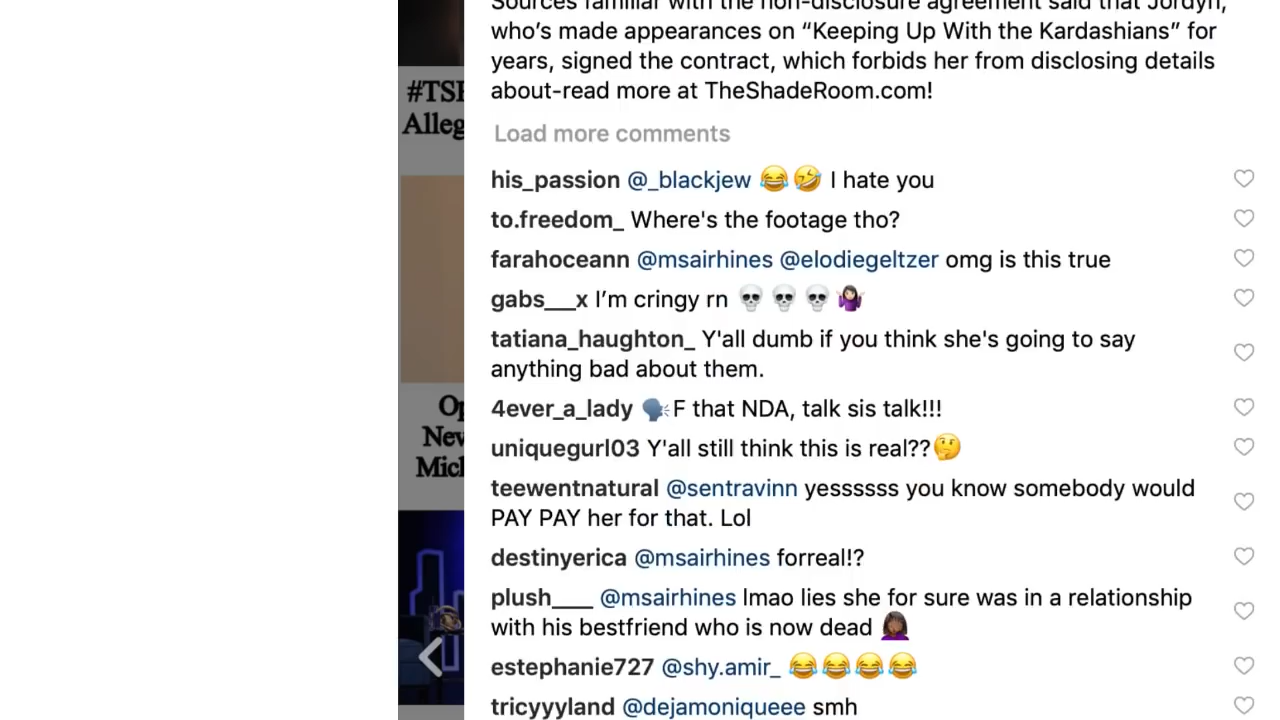 Sources familiar with the non-disclosure agreement said that Jordyn,
who’s made appearances on “Keeping Up With the Kardashians” for
years, signed the contract, which forbids her from disclosing details
about-read more at TheShadeRoom.com!
Load more comments
his_passion @_blackjew 😂🤣 I hate you
to.freedom_ Where's the footage tho?
farahoceann @msairhines @elodiegeltzer omg is this true
gabs___x I’m cringy rn 💀💀💀🤷🏻‍♀️
tatiana_haughton_ Y'all dumb if you think she's going to say
anything bad about them.
4ever_a_lady 🗣F that NDA, talk sis talk!!!
uniquegurl03 Y'all still think this is real??🤔
teewentnatural @sentravinn yessssss you know somebody would
PAY PAY her for that. Lol
destinyerica @msairhines forreal!?
plush____ @msairhines lmao lies she for sure was in a relationship
with his bestfriend who is now dead 🤦🏾‍♀️
estephanie727 @shy.amir_ 😂😂😂😂
tricyyyland @dejamoniqueee smh
#TSR
Alleg
Op
New
Mich